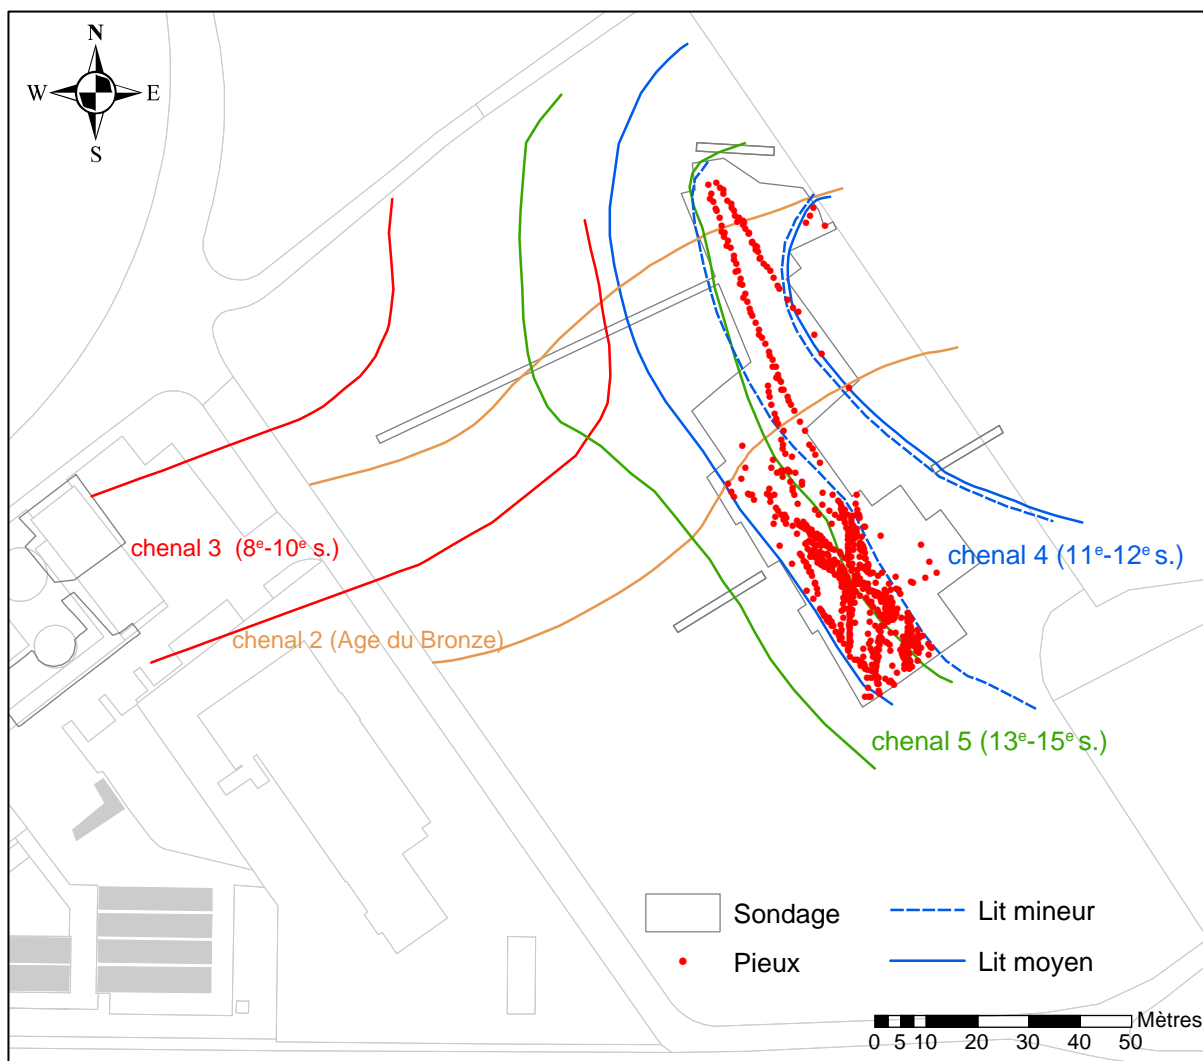 N
W E
S
chenal 3 (8e-10e s.)
chenal 4 (11e-12e s.)
chenal 2 (Age du Bronze)
chenal 5 (13e-15e s.)
Sondage
Lit mineur
Pieux
Lit moyen
Mètres
0 5 10 20 30 40 50